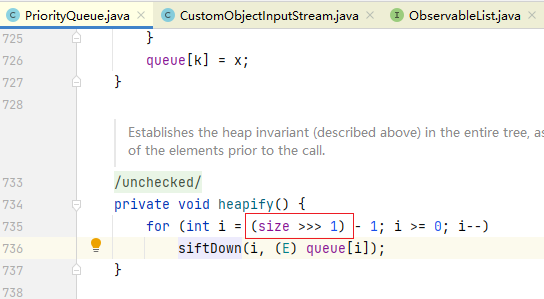 PriorityQueue.java × CustomObjectInputStream.java × ObservableList.java ×
725 }
726 queue[k] = x;
727 }
728
Establishes the heap invariant (described above) in the entire tree, as
of the elements prior to the call.
733 /unchecked/
734 private void heapify() {
735 for (int i = (size >>> 1) - 1; i >= 0; i--)
736 siftDown(i, (E) queue[i]);
737 }
738